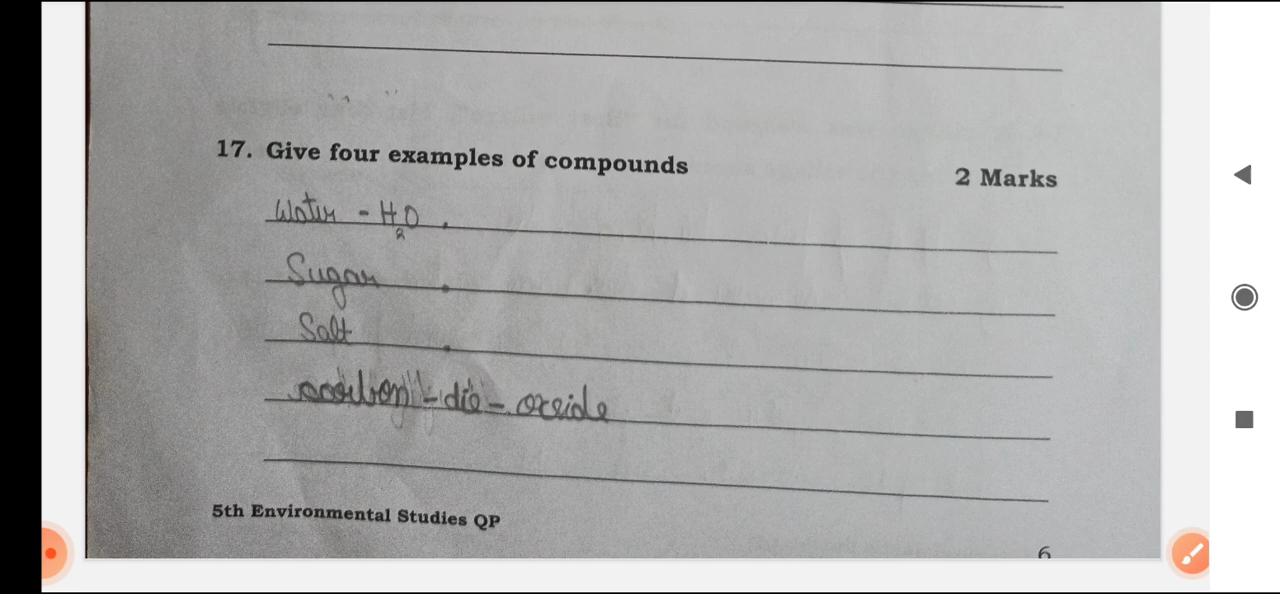 17. Give four examples of compounds
2 Marks
Water - H2O .
Sugar .
Salt .
carbon - die - oxide
5th Environmental Studies QP
6